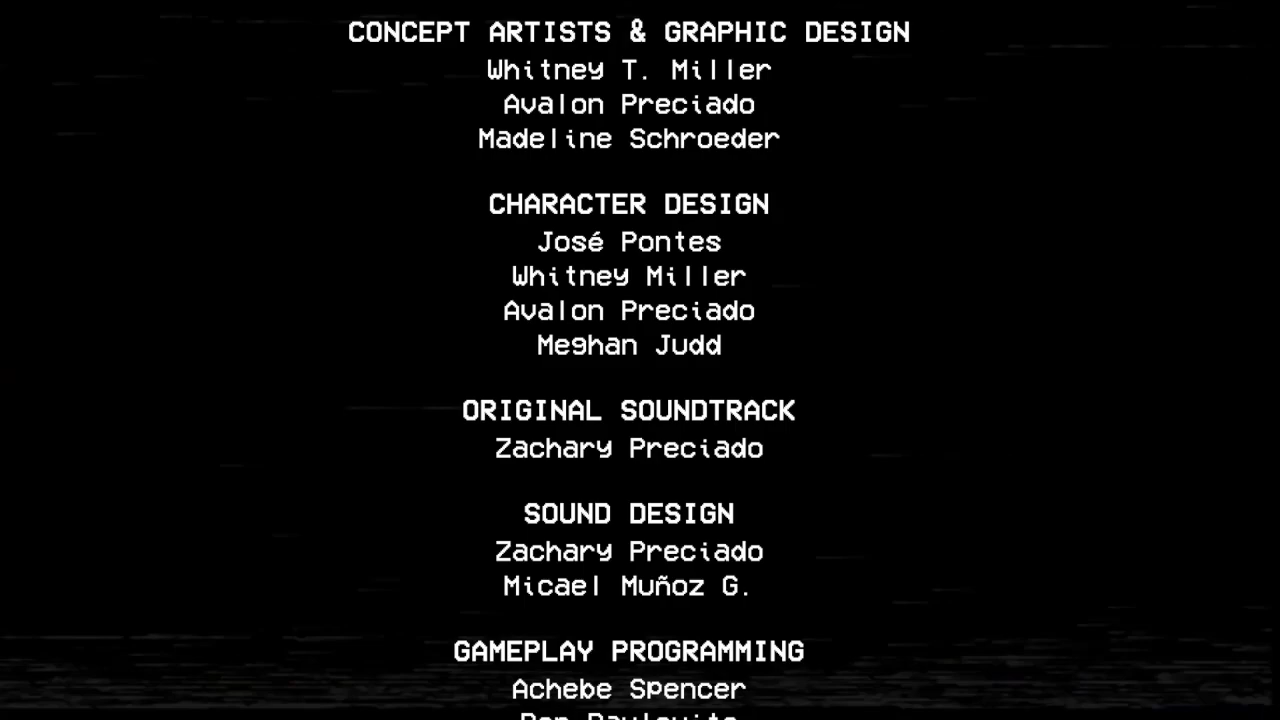 CONCEPT ARTISTS & GRAPHIC DESIGN
Whitney T. Miller
Avalon Preciado
Madeline Schroeder
CHARACTER DESIGN
José Pontes
Whitney Miller
Avalon Preciado
Meghan Judd
ORIGINAL SOUNDTRACK
Zachary Preciado
SOUND DESIGN
Zachary Preciado
Micael Muñoz G.
GAMEPLAY PROGRAMMING
Achebe Spencer